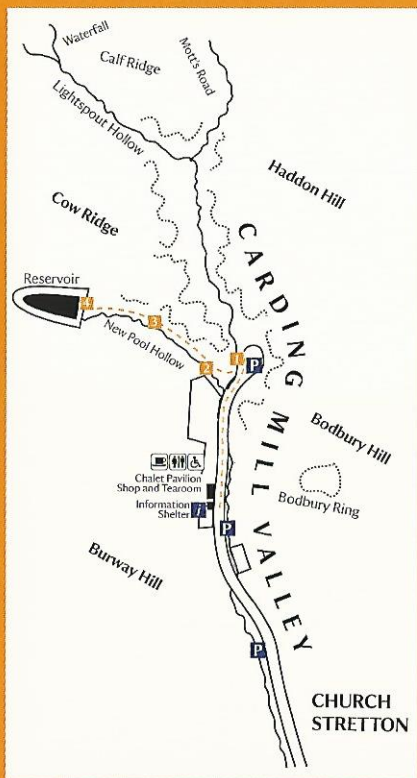 Waterfall
Calf Ridge
Mott's Road
Lightspout Hollow
Haddon Hill
Cow Ridge
CARDING MILL VALLEY
Reservoir
4
3
New Pool Hollow
2
1
P
Bodbury Hill
Chalet Pavilion
Shop and Tearoom
Bodbury Ring
Information
Shelter
i
P
Burway Hill
P
CHURCH
STRETTON